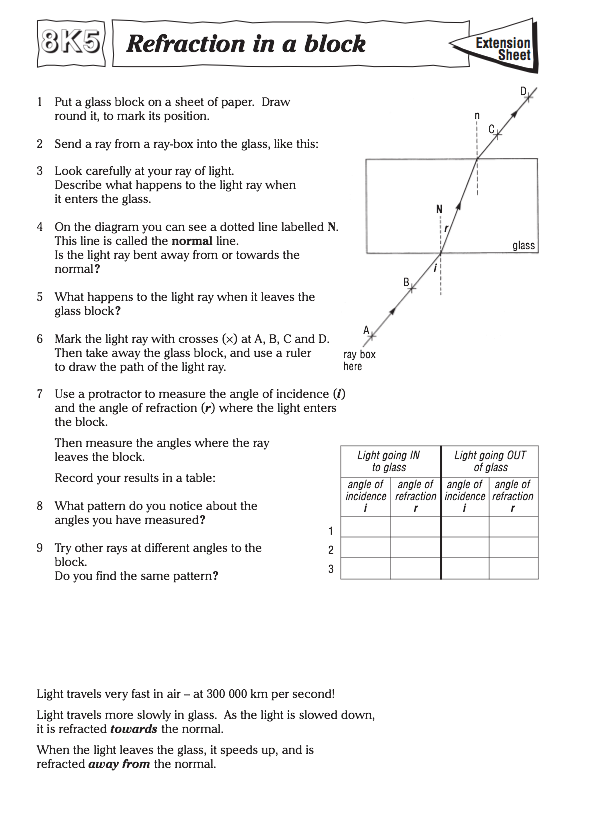 8K5
Refraction in a block
Extension
Sheet
1 Put a glass block on a sheet of paper. Draw
round it, to mark its position.
2 Send a ray from a ray-box into the glass, like this:
3 Look carefully at your ray of light.
Describe what happens to the light ray when
it enters the glass.
4 On the diagram you can see a dotted line labelled N.
This line is called the normal line.
Is the light ray bent away from or towards the
normal?
5 What happens to the light ray when it leaves the
glass block?
6 Mark the light ray with crosses (×) at A, B, C and D.
Then take away the glass block, and use a ruler
to draw the path of the light ray.
7 Use a protractor to measure the angle of incidence (i)
and the angle of refraction (r) where the light enters
the block.
Then measure the angles where the ray
leaves the block.
Record your results in a table:
8 What pattern do you notice about the
angles you have measured?
9 Try other rays at different angles to the
block.
Do you find the same pattern?
D
n
C
N
r
glass
i
B
A
ray box
here
Light going IN
to glass
Light going OUT
of glass
angle of
incidence
i
angle of
refraction
r
angle of
incidence
i
angle of
refraction
r
1
2
3
Light travels very fast in air – at 300 000 km per second!
Light travels more slowly in glass. As the light is slowed down,
it is refracted towards the normal.
When the light leaves the glass, it speeds up, and is
refracted away from the normal.